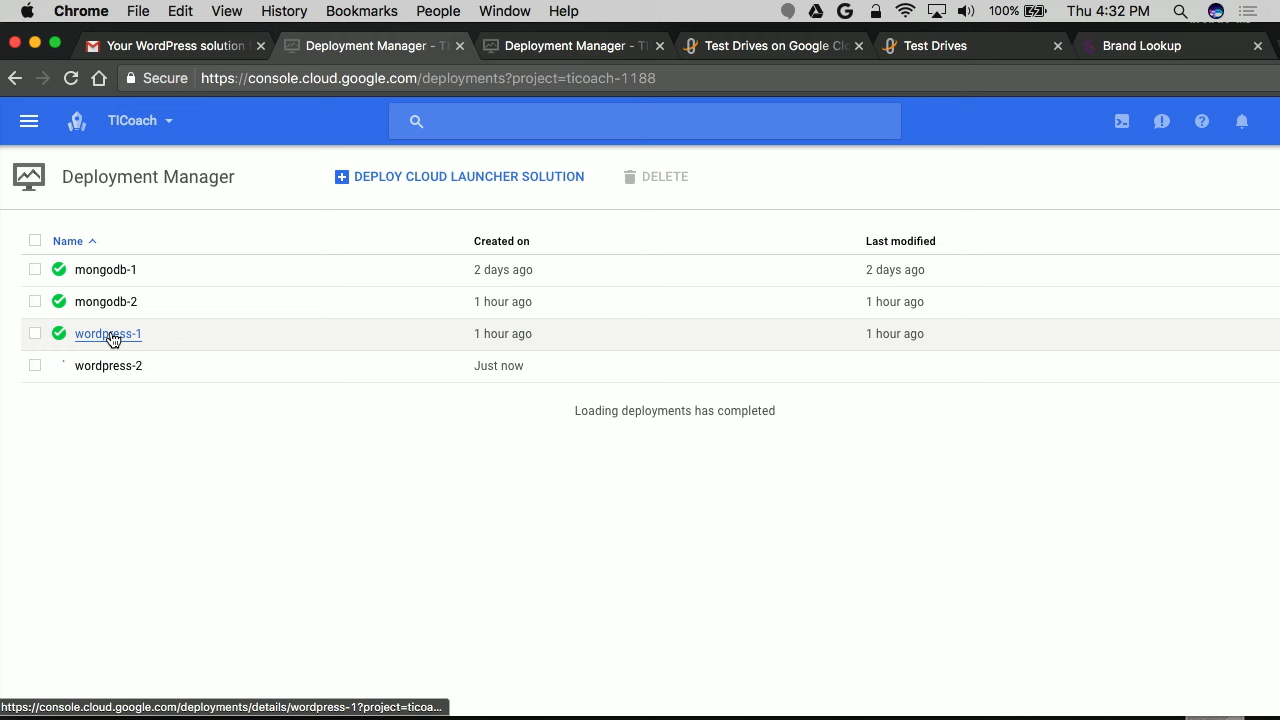 Chrome File Edit View History Bookmarks People Window Help 100% Thu 4:32 PM
Your WordPress solution Deployment Manager - T Deployment Manager - T Test Drives on Google Cl Test Drives Brand Lookup
Secure https://console.cloud.google.com/deployments?project=ticoach-1188
TICoach
Deployment Manager DEPLOY CLOUD LAUNCHER SOLUTION DELETE
Name Created on Last modified
mongodb-1 2 days ago 2 days ago
mongodb-2 1 hour ago 1 hour ago
wordpress-1 1 hour ago 1 hour ago
wordpress-2 Just now
Loading deployments has completed
https://console.cloud.google.com/deployments/details/wordpress-1?project=ticoa...